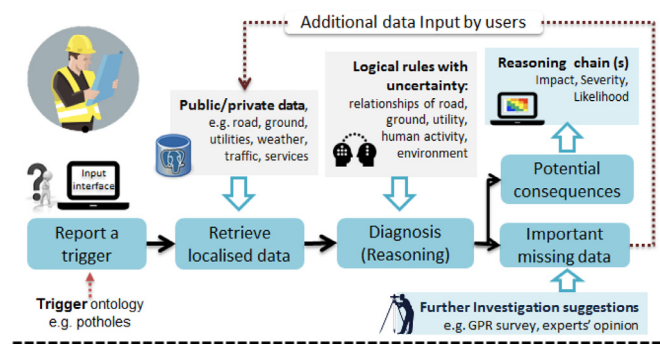 Additional data Input by users
Public/private data,
e.g. road, ground,
utilities, weather,
traffic, services
Logical rules with
uncertainty:
relationships of road,
ground, utility,
human activity,
environment
Reasoning chain (s)
Impact, Severity,
Likelihood
Input
interface
Potential
consequences
Report a
trigger
Retrieve
localised data
Diagnosis
(Reasoning)
Important
missing data
Trigger ontology
e.g. potholes
Further Investigation suggestions
e.g. GPR survey, experts' opinion